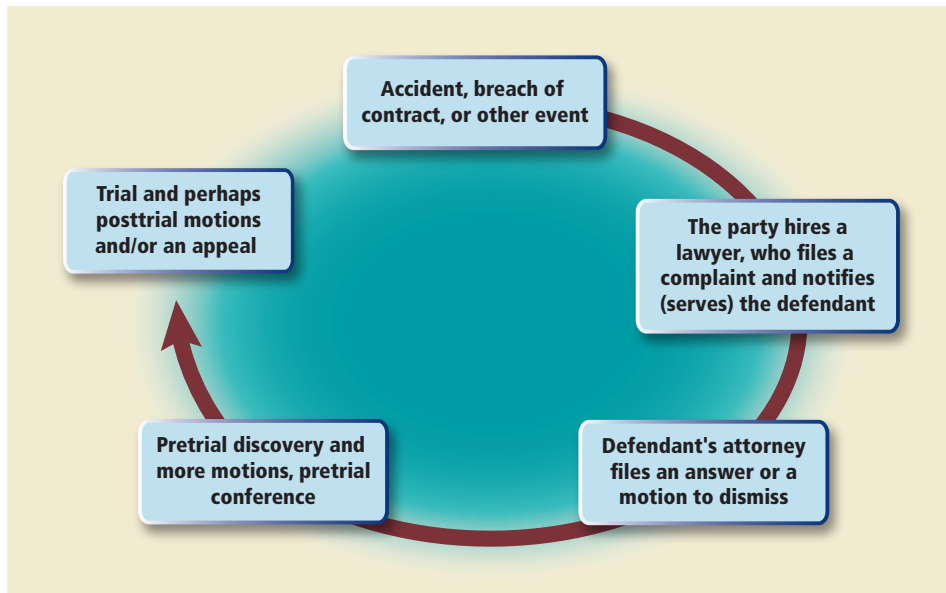 Accident, breach of
contract, or other event
The party hires a
lawyer, who files a
complaint and notifies
(serves) the defendant
Defendant's attorney
files an answer or a
motion to dismiss
Pretrial discovery and
more motions, pretrial
conference
Trial and perhaps
posttrial motions
and/or an appeal